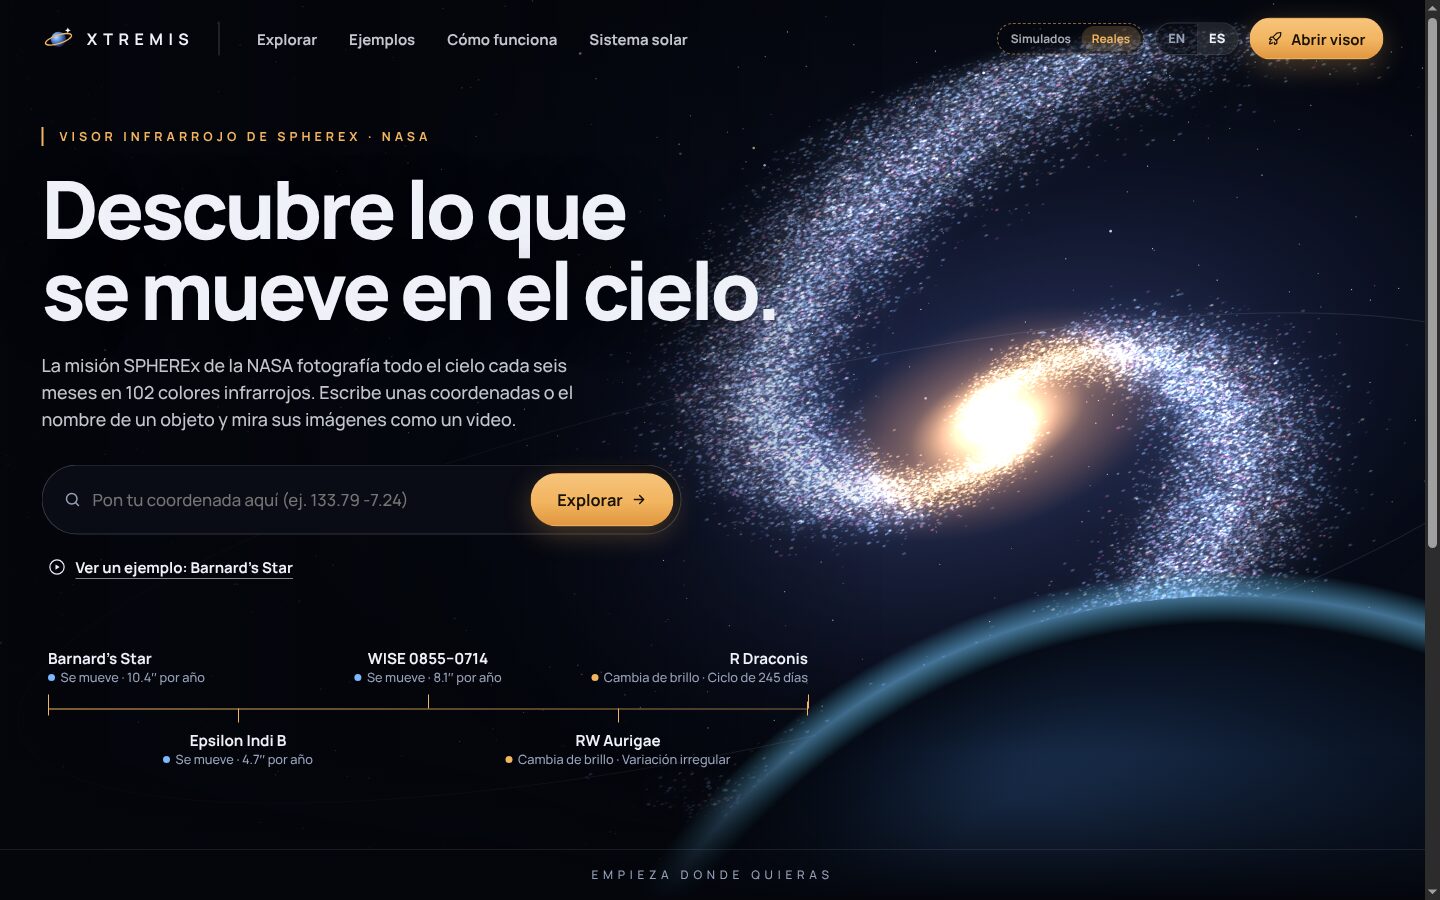 XTREMIS
Explorar
Ejemplos
Cómo funciona
Sistema solar
Simulados
Reales
EN
ES
Abrir visor
VISOR INFRARROJO DE SPHEREX · NASA
Descubre lo que
se mueve en el cielo.
La misión SPHEREx de la NASA fotografía todo el cielo cada seis
meses en 102 colores infrarrojos. Escribe unas coordenadas o el
nombre de un objeto y mira sus imágenes como un video.
Pon tu coordenada aquí (ej. 133.79 -7.24)
Explorar →
Ver un ejemplo: Barnard's Star
Barnard's Star
Se mueve · 10.4″ por año
WISE 0855−0714
Se mueve · 8.1″ por año
R Draconis
Cambia de brillo · Ciclo de 245 días
Epsilon Indi B
Se mueve · 4.7″ por año
RW Aurigae
Cambia de brillo · Variación irregular
EMPIEZA DONDE QUIERAS